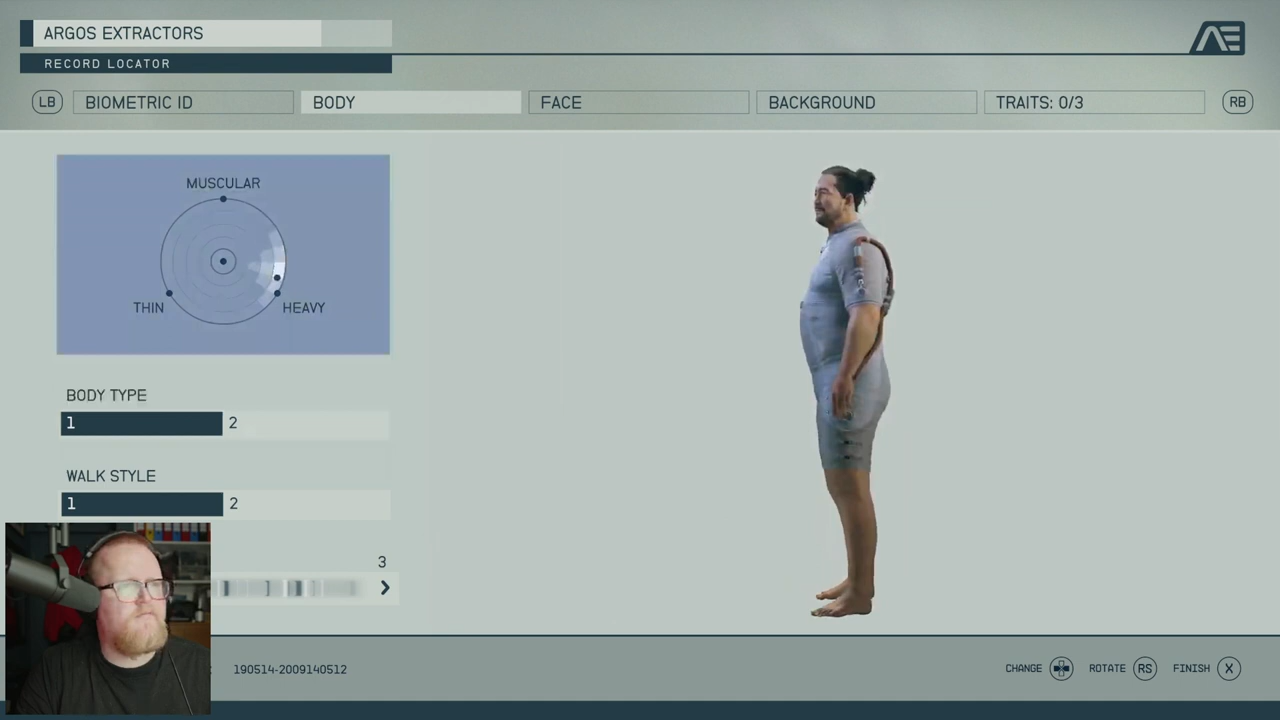 ARGOS EXTRACTORS
RECORD LOCATOR
LB
BIOMETRIC ID
BODY
FACE
BACKGROUND
TRAITS: 0/3
RB
MUSCULAR
THIN
HEAVY
BODY TYPE
1
2
WALK STYLE
1
2
3
190514-2009140512
CHANGE
ROTATE RS
FINISH X